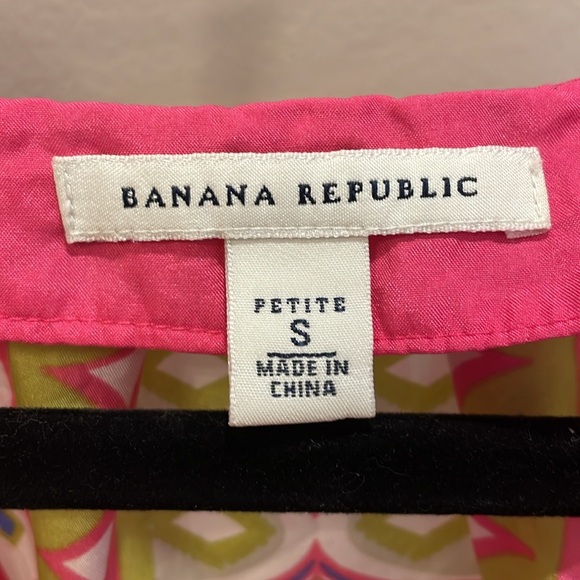 BANANA REPUBLIC
PETITE
S
MADE IN
CHINA